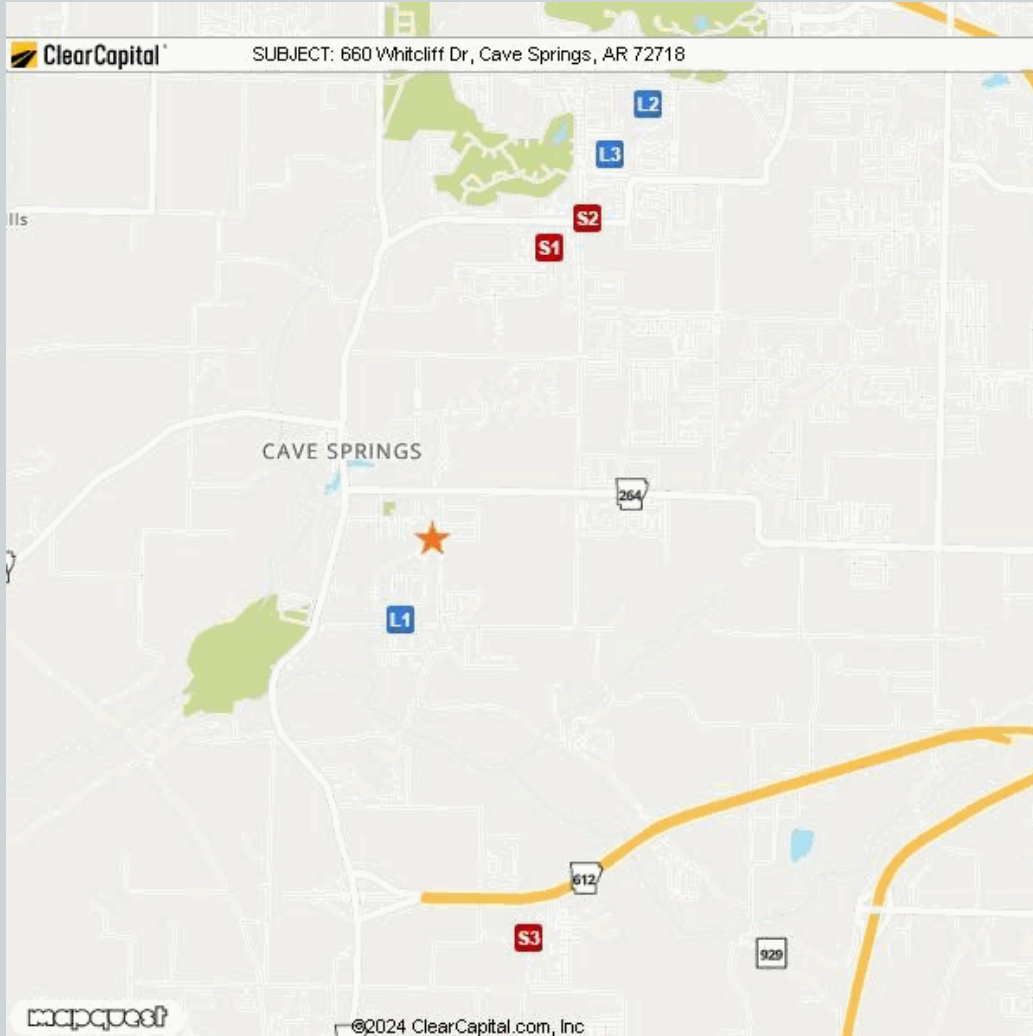 ClearCapital
SUBJECT: 660 Whitcliff Dr, Cave Springs, AR 72718
L2
L3
lls
S2
S1
CAVE SPRINGS
264
L1
612
S3
929
mapquest
©2024 ClearCapital.com, Inc